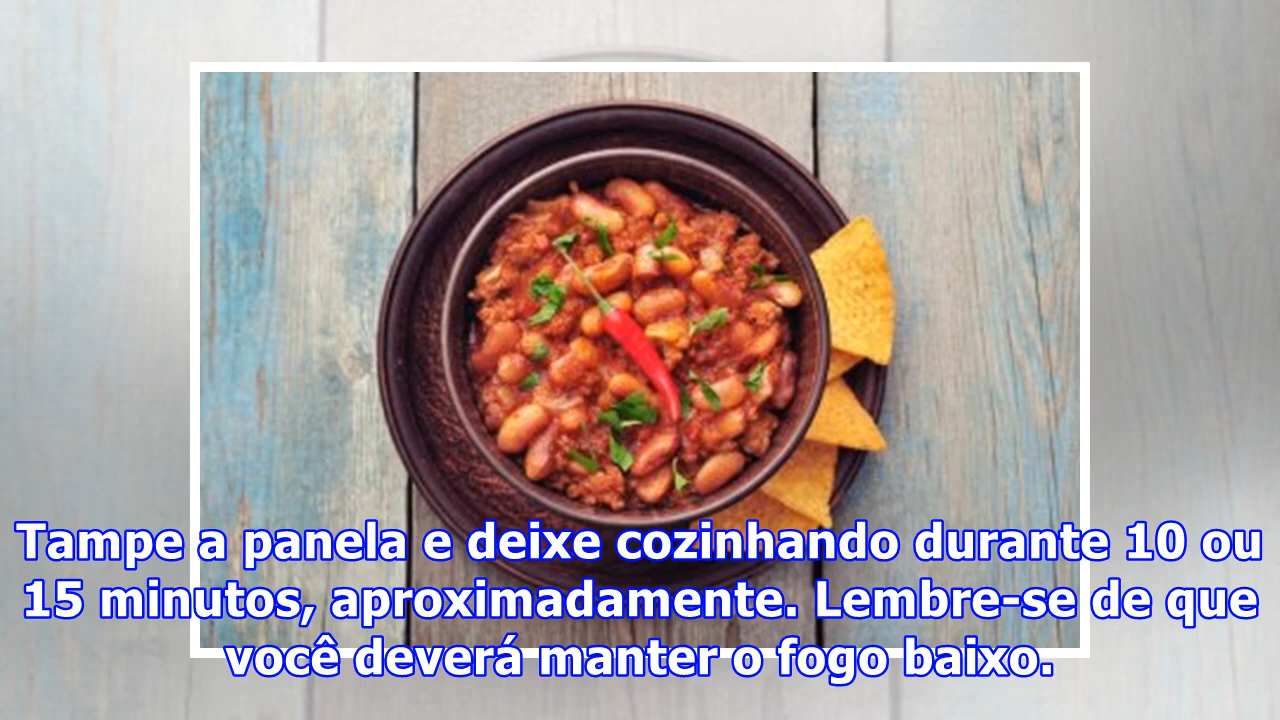 Tampe a panela e deixe cozinhando durante 10 ou
15 minutos, aproximadamente. Lembre-se de que
você deverá manter o fogo baixo.